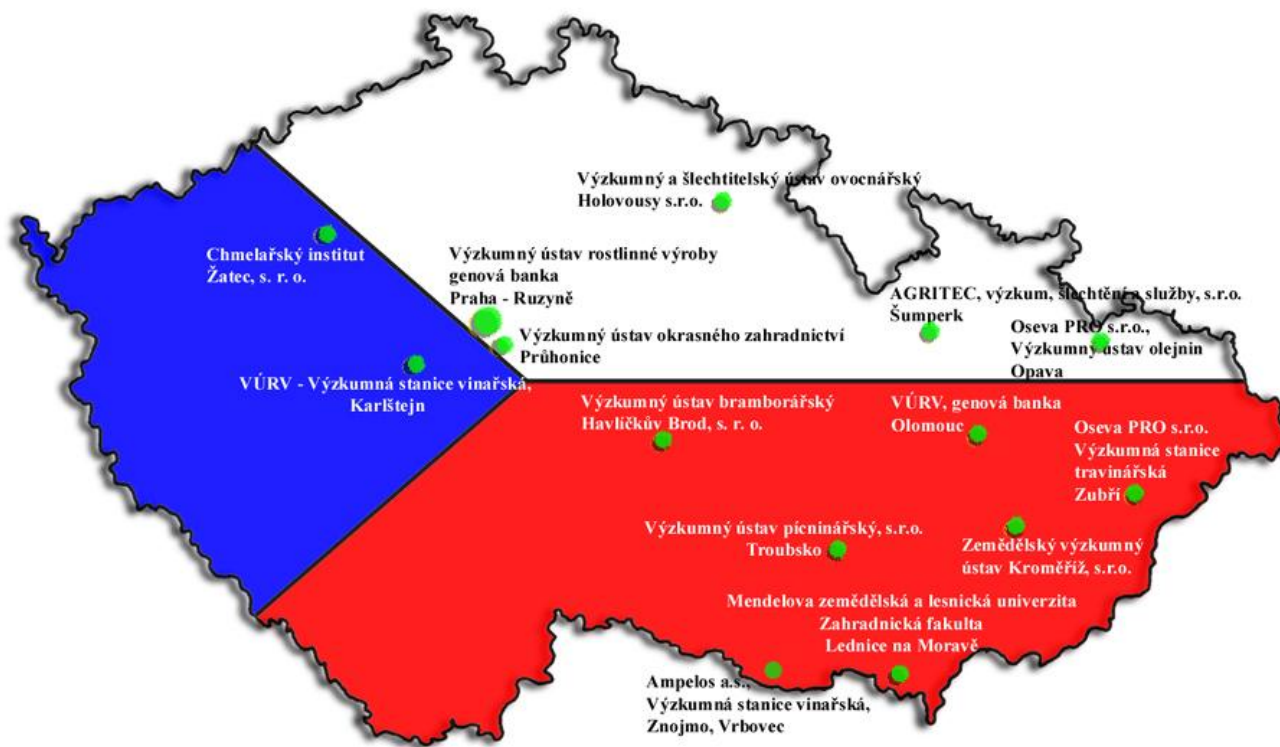 Výzkumný a šlechtitelský ústav ovocnářský
Holovousy s.r.o.
Chmelařský institut
Žatec, s. r. o.
Výzkumný ústav rostlinné výroby
genová banka
Praha - Ruzyně
AGRITEC, výzkum, šlechtění a služby, s.r.o.
Šumperk
Výzkumný ústav okrasného zahradnictví
Průhonice
Oseva PRO s.r.o.,
Výzkumný ústav olejnin
Opava
VÚRV - Výzkumná stanice vinařská,
Karlštejn
Výzkumný ústav bramborářský
Havlíčkův Brod, s. r. o.
VÚRV, genová banka
Olomouc
Oseva PRO s.r.o.
Výzkumná stanice
travinářská
Zubří
Výzkumný ústav pícninářský, s.r.o.
Troubsko
Zemědělský výzkumný
ústav Kroměříž, s.r.o.
Mendelova zemědělská a lesnická univerzita
Zahradnická fakulta
Lednice na Moravě
Ampelos a.s.,
Výzkumná stanice vinařská,
Znojmo, Vrbovec